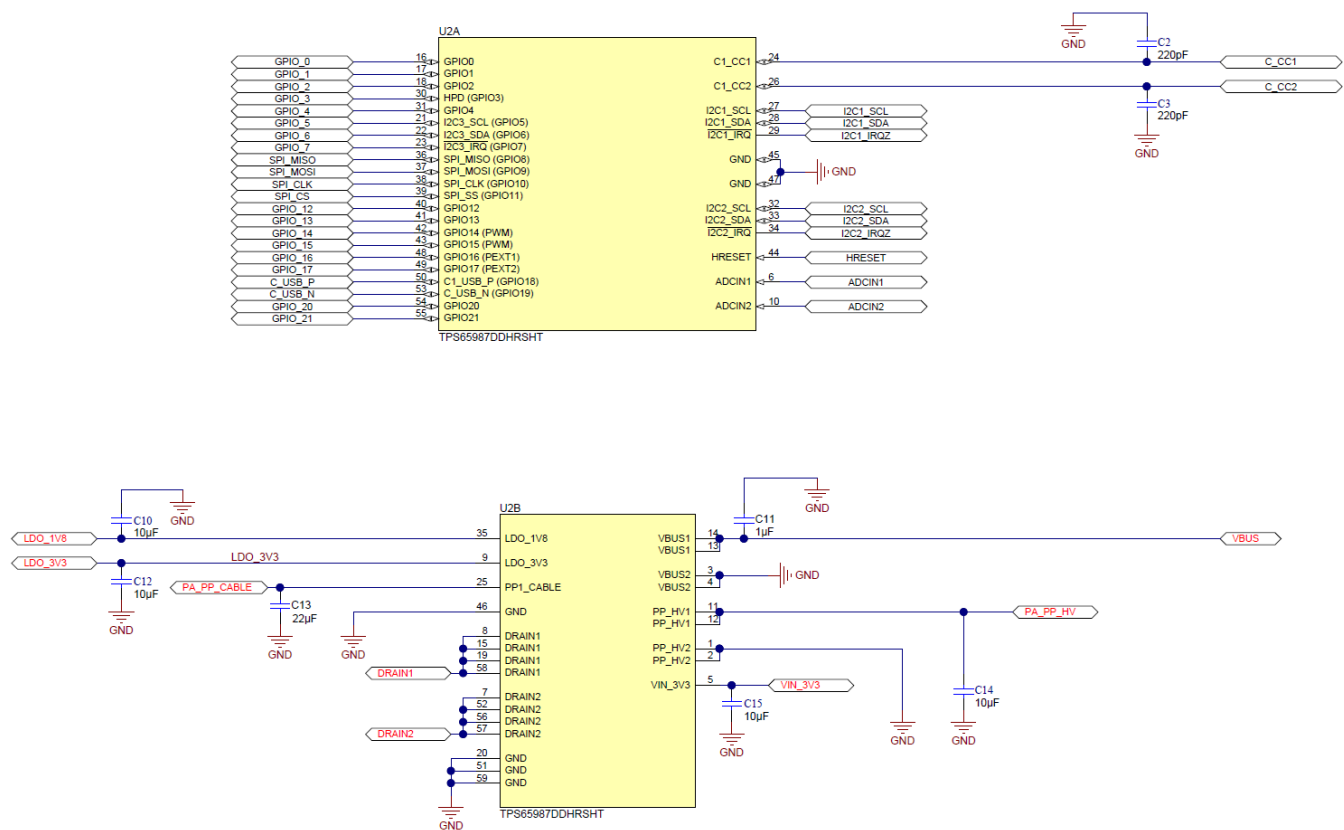 U2A
GPIO_0 16 GPIO0
GPIO_1 17 GPIO1
GPIO_2 18 GPIO2
GPIO_3 30 HPD (GPIO3)
GPIO_4 31 GPIO4
GPIO_5 21 I2C3_SCL (GPIO5)
GPIO_6 22 I2C3_SDA (GPIO6)
GPIO_7 23 I2C3_IRQ (GPIO7)
SPI_MISO 36 SPI_MISO (GPIO8)
SPI_MOSI 37 SPI_MOSI (GPIO9)
SPI_CLK 38 SPI_CLK (GPIO10)
SPI_CS 39 SPI_SS (GPIO11)
GPIO_12 40 GPIO12
GPIO_13 41 GPIO13
GPIO_14 42 GPIO14 (PWM)
GPIO_15 43 GPIO15 (PWM)
GPIO_16 48 GPIO16 (PEXT1)
GPIO_17 49 GPIO17 (PEXT2)
C_USB_P 50 C1_USB_P (GPIO18)
C_USB_N 53 C_USB_N (GPIO19)
GPIO_20 54 GPIO20
GPIO_21 55 GPIO21
C1_CC1 24 C_CC1
C1_CC2 26 C_CC2
I2C1_SCL 27 I2C1_SCL
I2C1_SDA 28 I2C1_SDA
I2C1_IRQ 29 I2C1_IRQZ
GND 45
GND
GND 47
I2C2_SCL 32 I2C2_SCL
I2C2_SDA 33 I2C2_SDA
I2C2_IRQ 34 I2C2_IRQZ
HRESET 44 HRESET
ADCIN1 6 ADCIN1
ADCIN2 10 ADCIN2
TPS65987DDHRSHT
GND
C2
220pF
C3
220pF
GND
U2B
GND
C10
10µF
LDO_1V8 35 LDO_1V8
LDO_3V3 LDO_3V3 9 LDO_3V3
C12
10µF
GND
PA_PP_CABLE 25 PP1_CABLE
C13
22µF
GND
46 GND
GND
8 DRAIN1
15 DRAIN1
19 DRAIN1
DRAIN1 58 DRAIN1
7 DRAIN2
52 DRAIN2
56 DRAIN2
DRAIN2 57 DRAIN2
20 GND
51 GND
59 GND
GND
GND
C11
1µF
VBUS1 14 VBUS
VBUS1 13
VBUS2 3
GND
VBUS2 4
PP_HV1 11 PA_PP_HV
PP_HV1 12
PP_HV2 1
PP_HV2 2
VIN_3V3 5 VIN_3V3
C15
10µF
GND
GND
C14
10µF
GND
TPS65987DDHRSHT